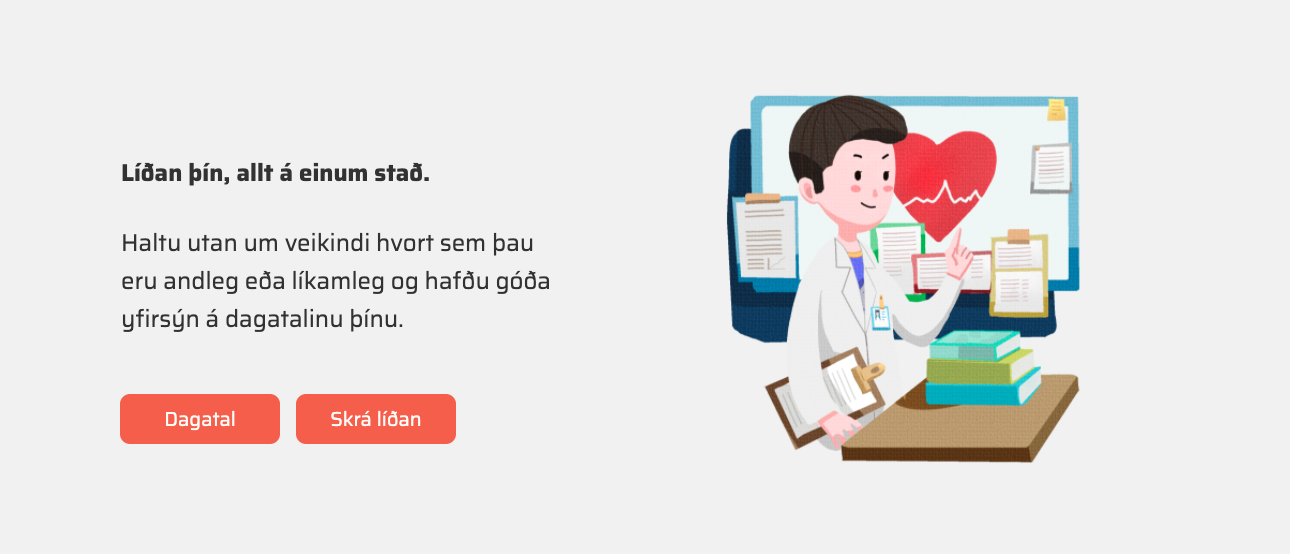 Líðan þín, allt á einum stað.
Haltu utan um veikindi hvort sem þau
eru andleg eða líkamleg og hafðu góða
yfirsýn á dagatalinu þínu.
Dagatal
Skrá líðan